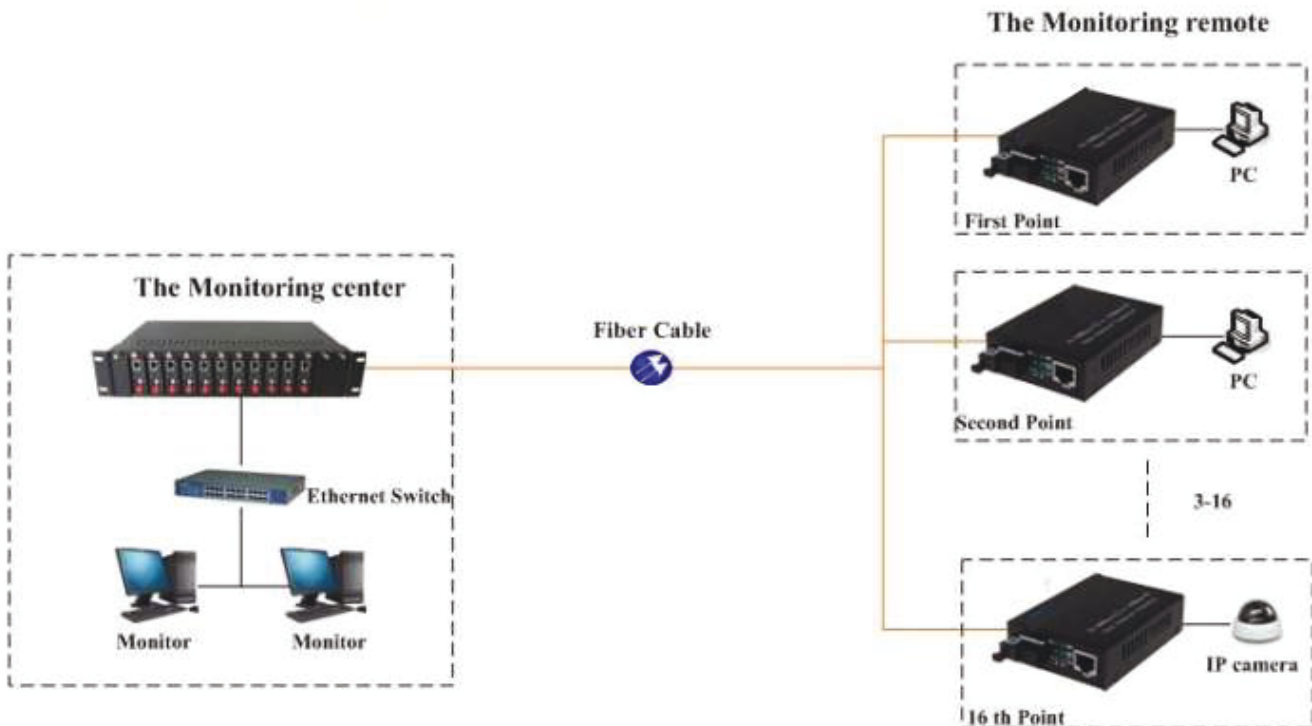 The Monitoring remote
PC
First Point
The Monitoring center
Fiber Cable
PC
Second Point
Ethernet Switch
3-16
Monitor
Monitor
IP camera
16 th Point